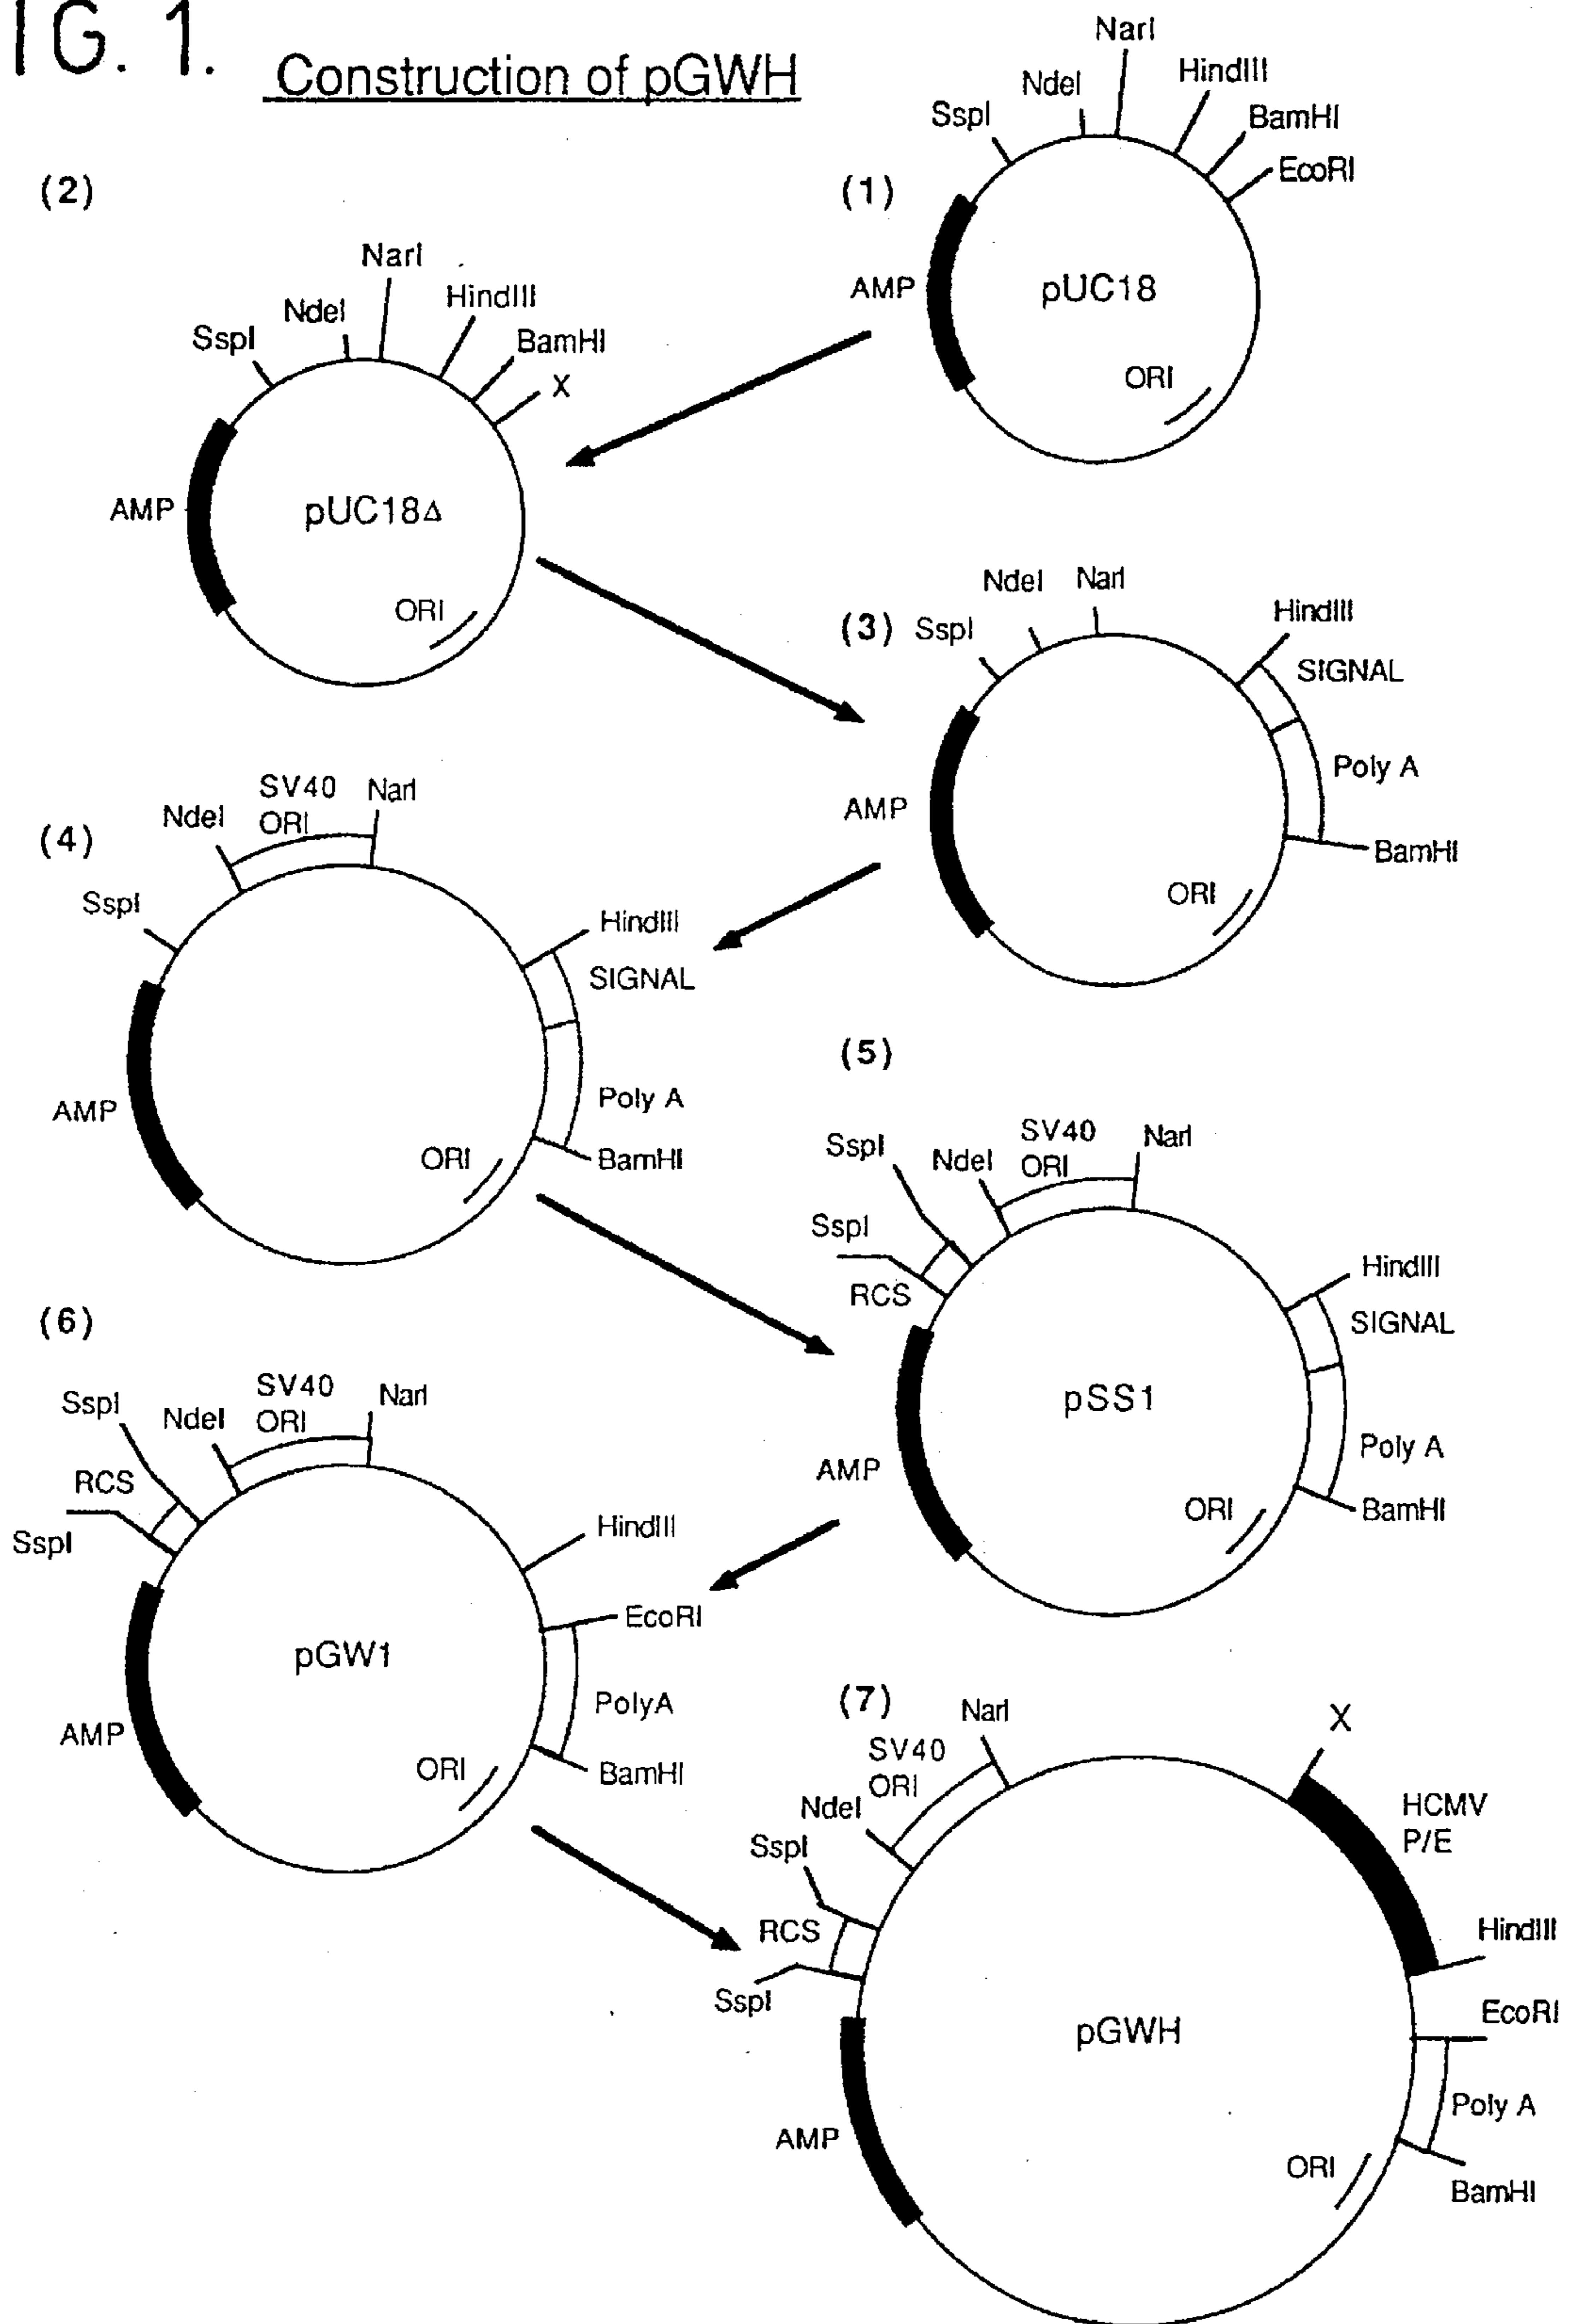 IG. 1.
Construction of pGWH
(1)
NarI
NdeI
HindIII
SspI
BamHI
EcoRI
AMP
pUC18
ORI
(2)
NarI
NdeI
HindIII
SspI
BamHI
X
AMP
pUC18Δ
ORI
(3)
NdeI
NarI
SspI
HindIII
SIGNAL
Poly A
AMP
BamHI
ORI
(4)
SV40
ORI
NarI
NdeI
SspI
HindIII
SIGNAL
AMP
Poly A
ORI
BamHI
(5)
SspI
NdeI
SV40
ORI
NarI
SspI
RCS
HindIII
SIGNAL
pSS1
Poly A
AMP
ORI
BamHI
(6)
SspI
NdeI
SV40
ORI
NarI
RCS
SspI
HindIII
EcoRI
pGW1
PolyA
AMP
ORI
BamHI
(7)
NarI
X
SV40
ORI
NdeI
HCMV
P/E
SspI
RCS
HindIII
SspI
EcoRI
pGWH
Poly A
AMP
ORI
BamHI